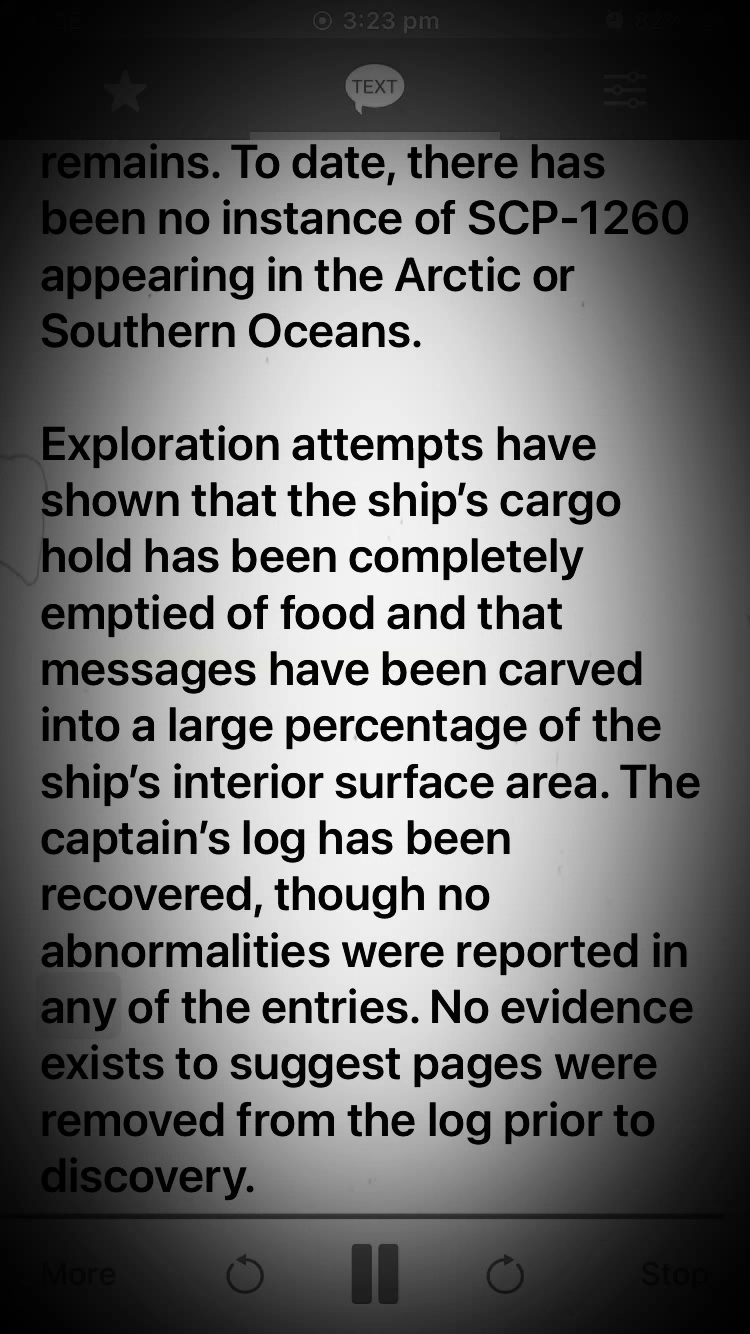 3:23 pm
TEXT
remains. To date, there has
been no instance of SCP-1260
appearing in the Arctic or
Southern Oceans.
Exploration attempts have
shown that the ship's cargo
hold has been completely
emptied of food and that
messages have been carved
into a large percentage of the
ship's interior surface area. The
captain's log has been
recovered, though no
abnormalities were reported in
any of the entries. No evidence
exists to suggest pages were
removed from the log prior to
discovery.
More
Stop